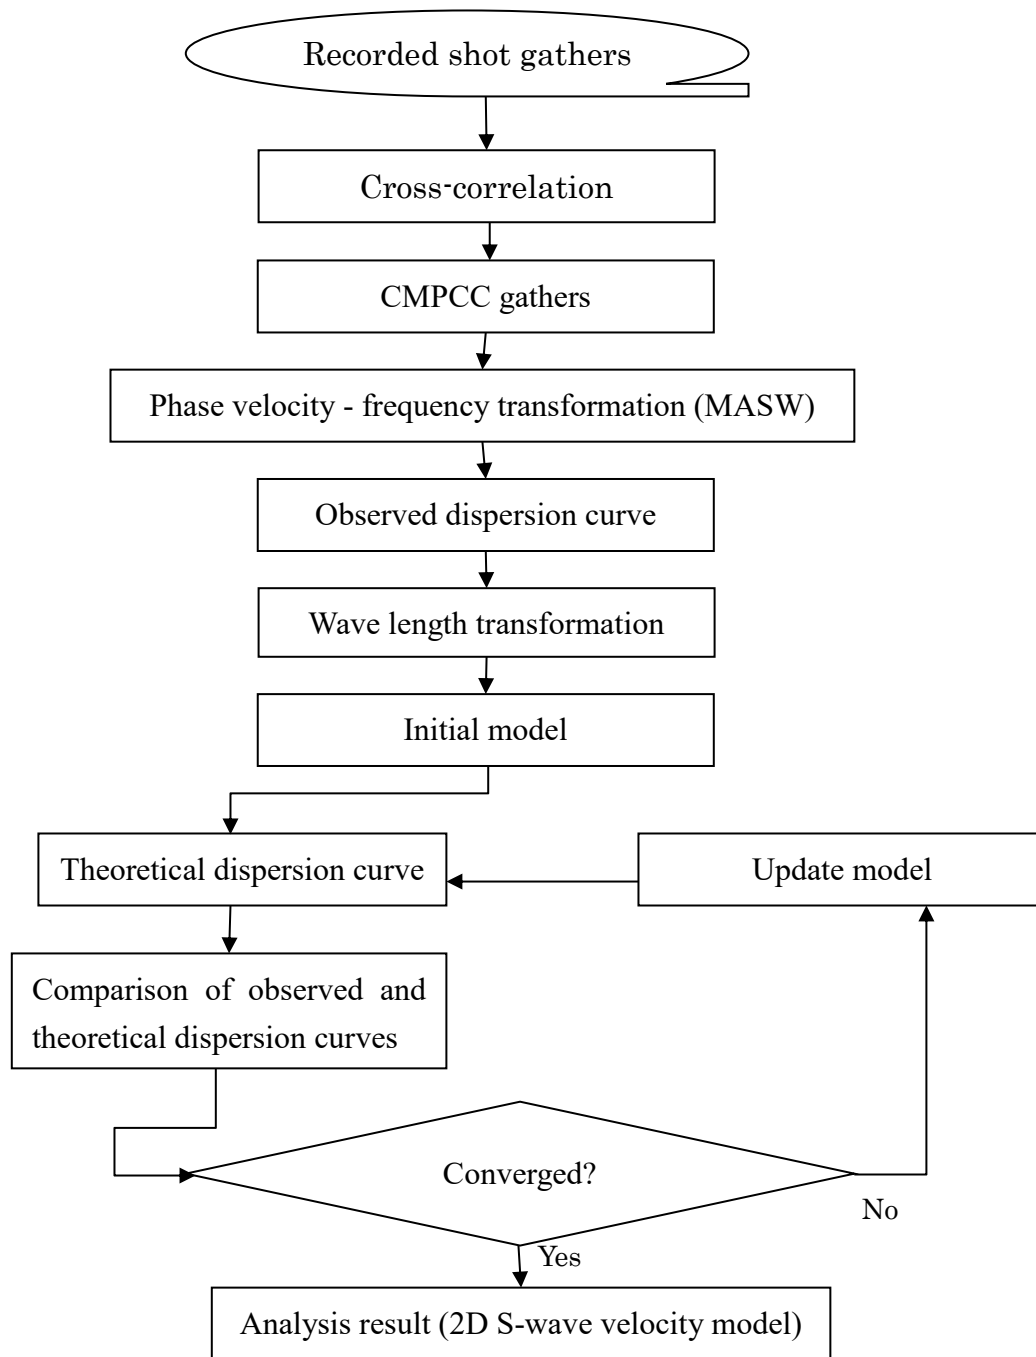 Recorded shot gathers
Cross-correlation
CMPCC gathers
Phase velocity - frequency transformation (MASW)
Observed dispersion curve
Wave length transformation
Initial model
Theoretical dispersion curve
Update model
Comparison of observed and
theoretical dispersion curves
Converged?
No
Yes
Analysis result (2D S-wave velocity model)